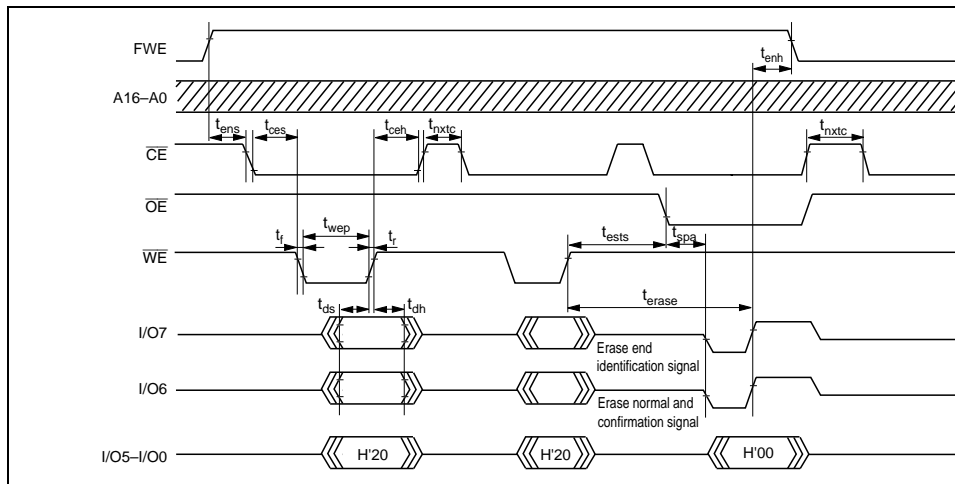 FWE
t_enh
A16–A0
t_ens t_ces t_ceh t_nxtc t_nxtc
CE
OE
t_wep
t_f t_r t_ests t_spa
WE
t_erase
t_ds t_dh
I/O7
Erase end
identification signal
I/O6
Erase normal and
confirmation signal
I/O5–I/O0 H'20 H'20 H'00